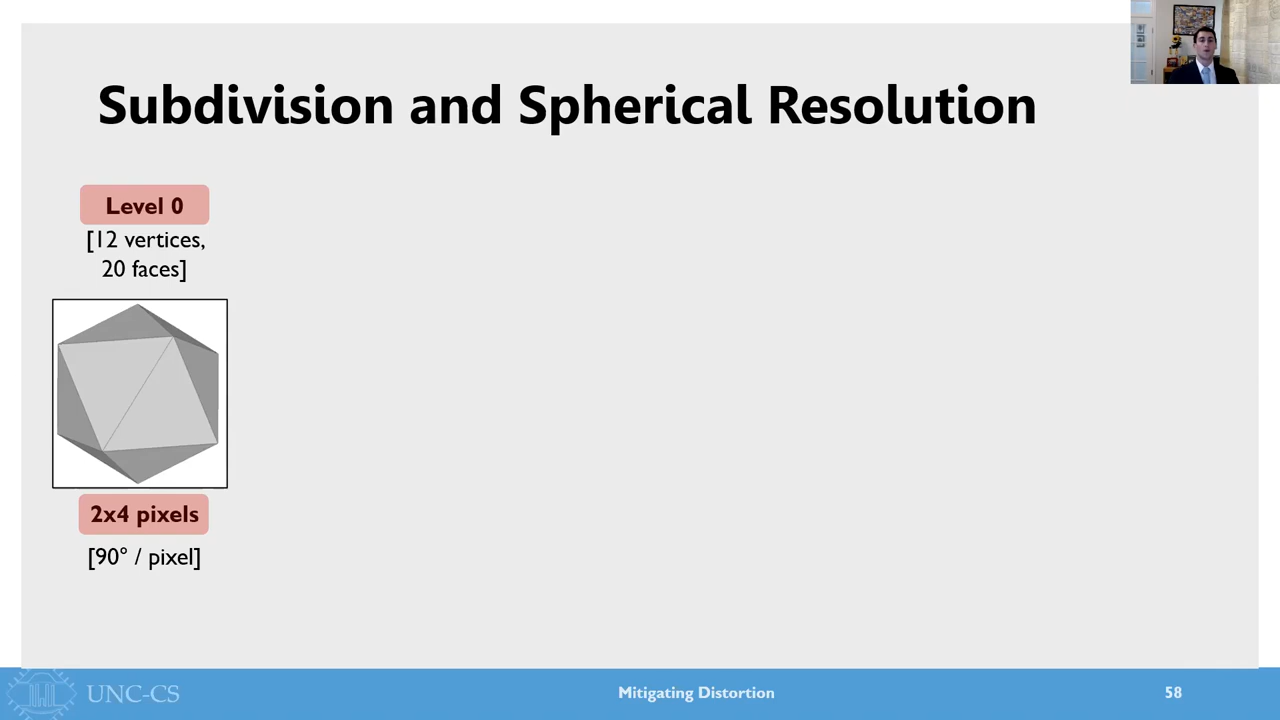 Subdivision and Spherical Resolution
Level 0
[12 vertices,
20 faces]
2x4 pixels
[90° / pixel]
UNC-CS
Mitigating Distortion
58